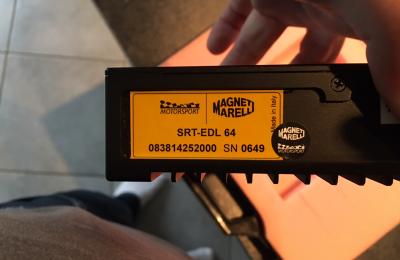 MOTORSPORT
MAGNETI
MARELLI
Made in Italy
SRT-EDL 64
083814252000 SN 0649
MAGNETI
MARELLI
MOTORSPORT